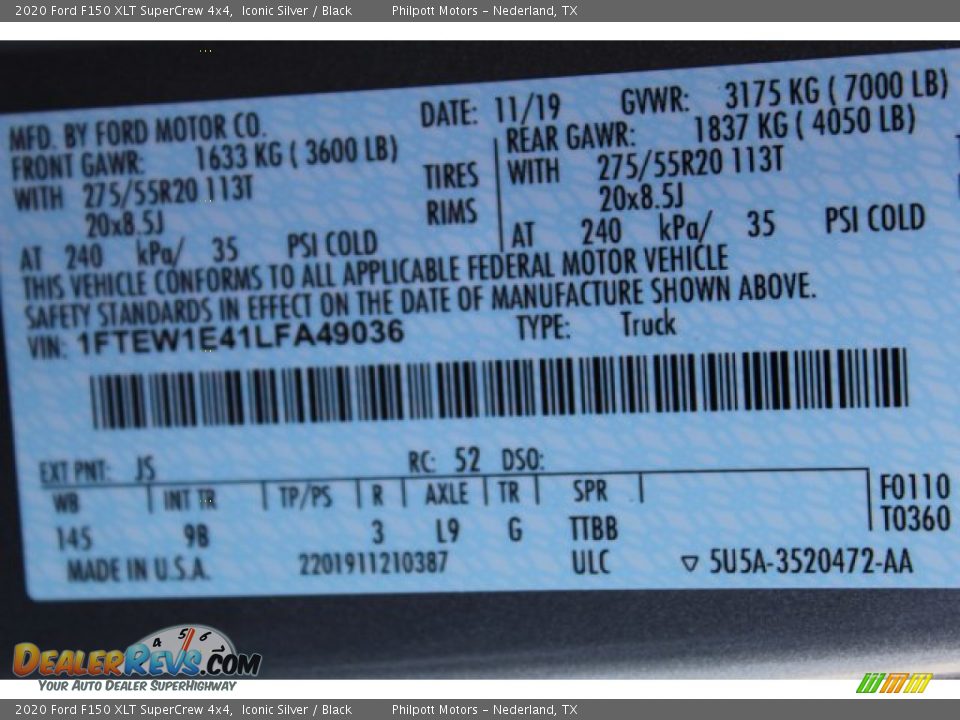 2020 Ford F150 XLT SuperCrew 4x4, Iconic Silver / Black Philpott Motors - Nederland, TX
MFD. BY FORD MOTOR CO. DATE: 11/19 GVWR: 3175 KG ( 7000 LB)
FRONT GAWR: 1633 KG ( 3600 LB) REAR GAWR: 1837 KG ( 4050 LB)
WITH 275/55R20 113T TIRES WITH 275/55R20 113T
20x8.5J RIMS 20x8.5J
AT 240 kPa/ 35 PSI COLD AT 240 kPa/ 35 PSI COLD
THIS VEHICLE CONFORMS TO ALL APPLICABLE FEDERAL MOTOR VEHICLE
SAFETY STANDARDS IN EFFECT ON THE DATE OF MANUFACTURE SHOWN ABOVE.
VIN: 1FTEW1E41LFA49036 TYPE: Truck
EXT PNT: JS RC: 52 DSO:
WB INT TR TP/PS R AXLE TR SPR F0110
145 9B 3 L9 G TTBB T0360
MADE IN U.S.A. 2201911210387 ULC ▽ 5U5A-3520472-AA
4 5 6
DEALERREVS.COM
YOUR AUTO DEALER SUPERHIGHWAY
2020 Ford F150 XLT SuperCrew 4x4, Iconic Silver / Black Philpott Motors - Nederland, TX